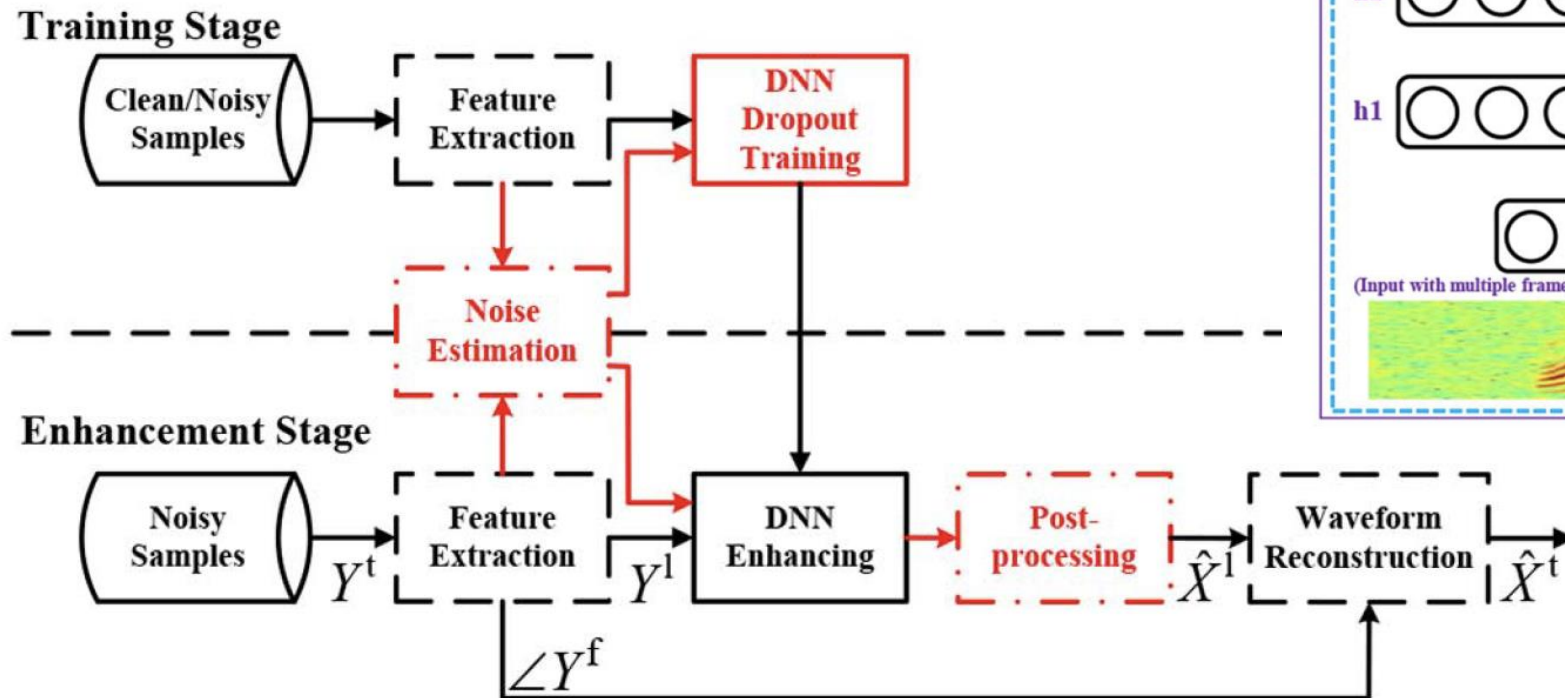 Training Stage
Clean/Noisy
Samples
Feature
Extraction
DNN
Dropout
Training
h1
(Input with multiple frame
Noise
Estimation
Enhancement Stage
Noisy
Samples
Y^t
Feature
Extraction
Y^l
DNN
Enhancing
Post-
processing
X̂^l
Waveform
Reconstruction
X̂^t
∠Y^f